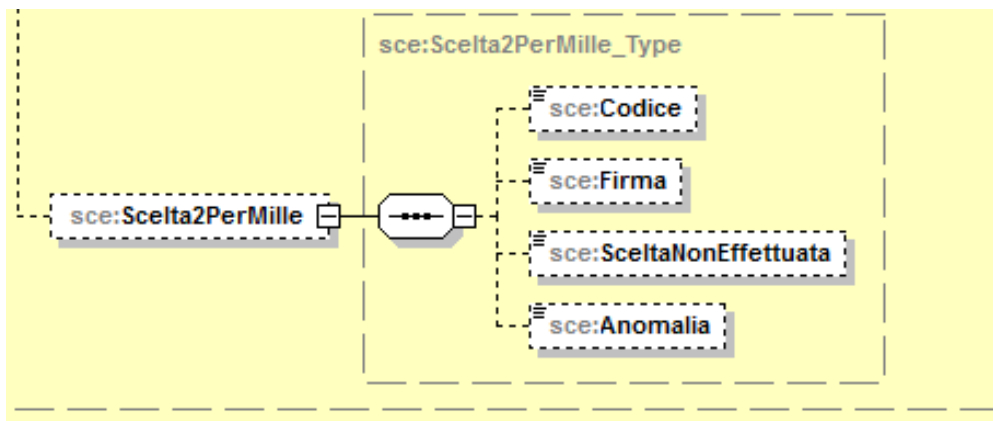 sce:Scelta2PerMille_Type
sce:Codice
sce:Firma
sce:Scelta2PerMille
sce:SceltaNonEffettuata
sce:Anomalia